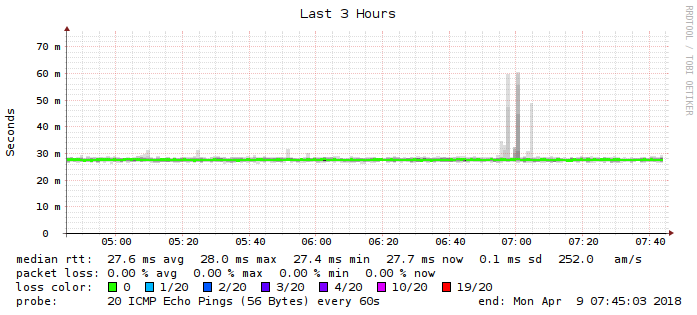 Last 3 Hours
RRDTOOL / TOBI OETIKER
Seconds
70 m
60 m
50 m
40 m
30 m
20 m
10 m
0
05:00 05:20 05:40 06:00 06:20 06:40 07:00 07:20 07:40
median rtt: 27.6 ms avg 28.0 ms max 27.4 ms min 27.7 ms now 0.1 ms sd 252.0 am/s
packet loss: 0.00 % avg 0.00 % max 0.00 % min 0.00 % now
loss color: 0 1/20 2/20 3/20 4/20 10/20 19/20
probe: 20 ICMP Echo Pings (56 Bytes) every 60s end: Mon Apr 9 07:45:03 2018